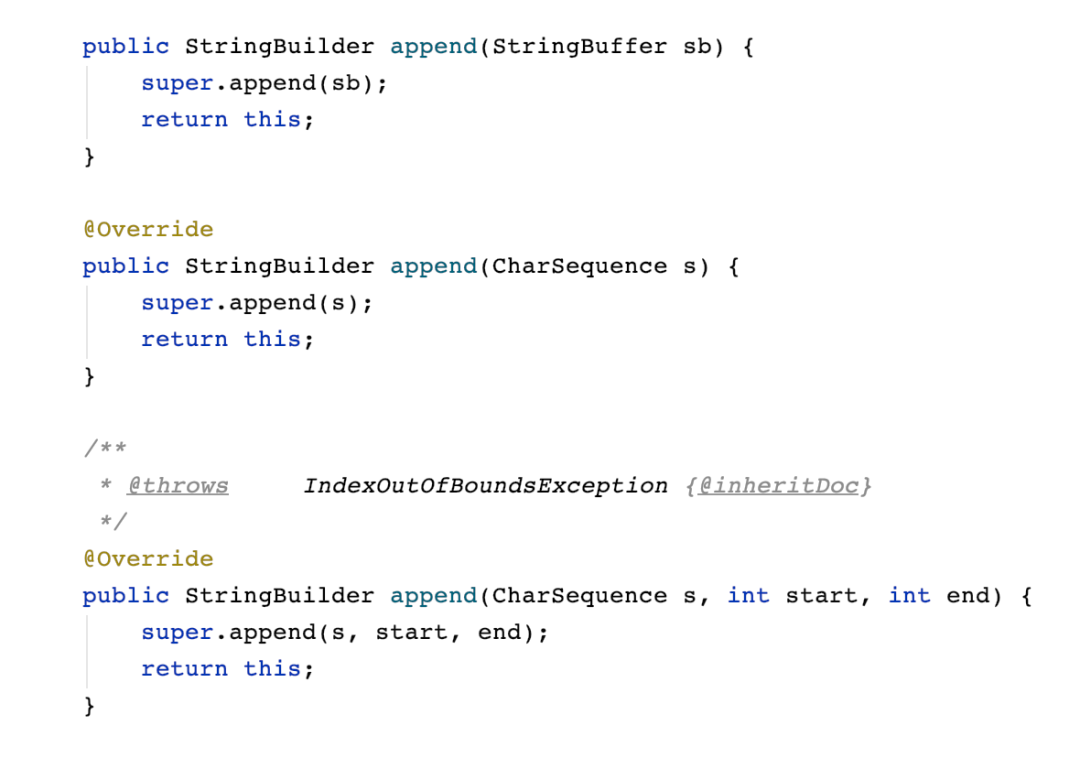 public StringBuilder append(StringBuffer sb) {
    super.append(sb);
    return this;
}
@Override
public StringBuilder append(CharSequence s) {
    super.append(s);
    return this;
}
/**
 * @throws     IndexOutOfBoundsException {@inheritDoc}
 */
@Override
public StringBuilder append(CharSequence s, int start, int end) {
    super.append(s, start, end);
    return this;
}